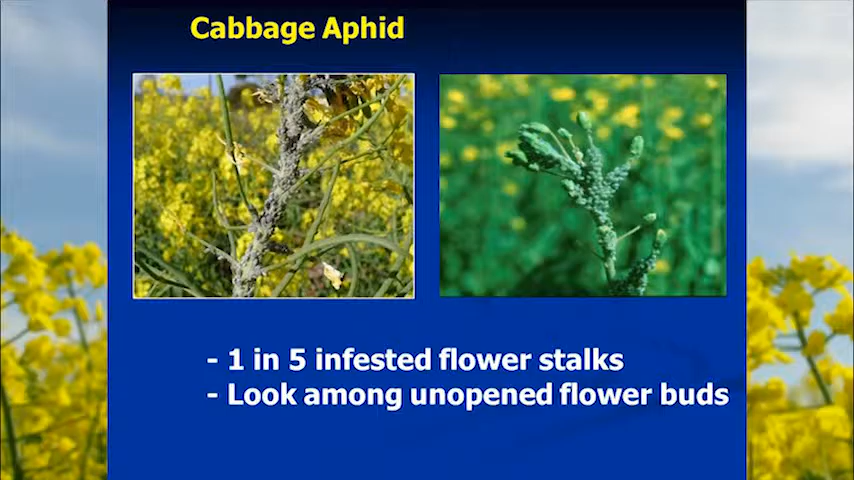 Cabbage Aphid
- 1 in 5 infested flower stalks
- Look among unopened flower buds